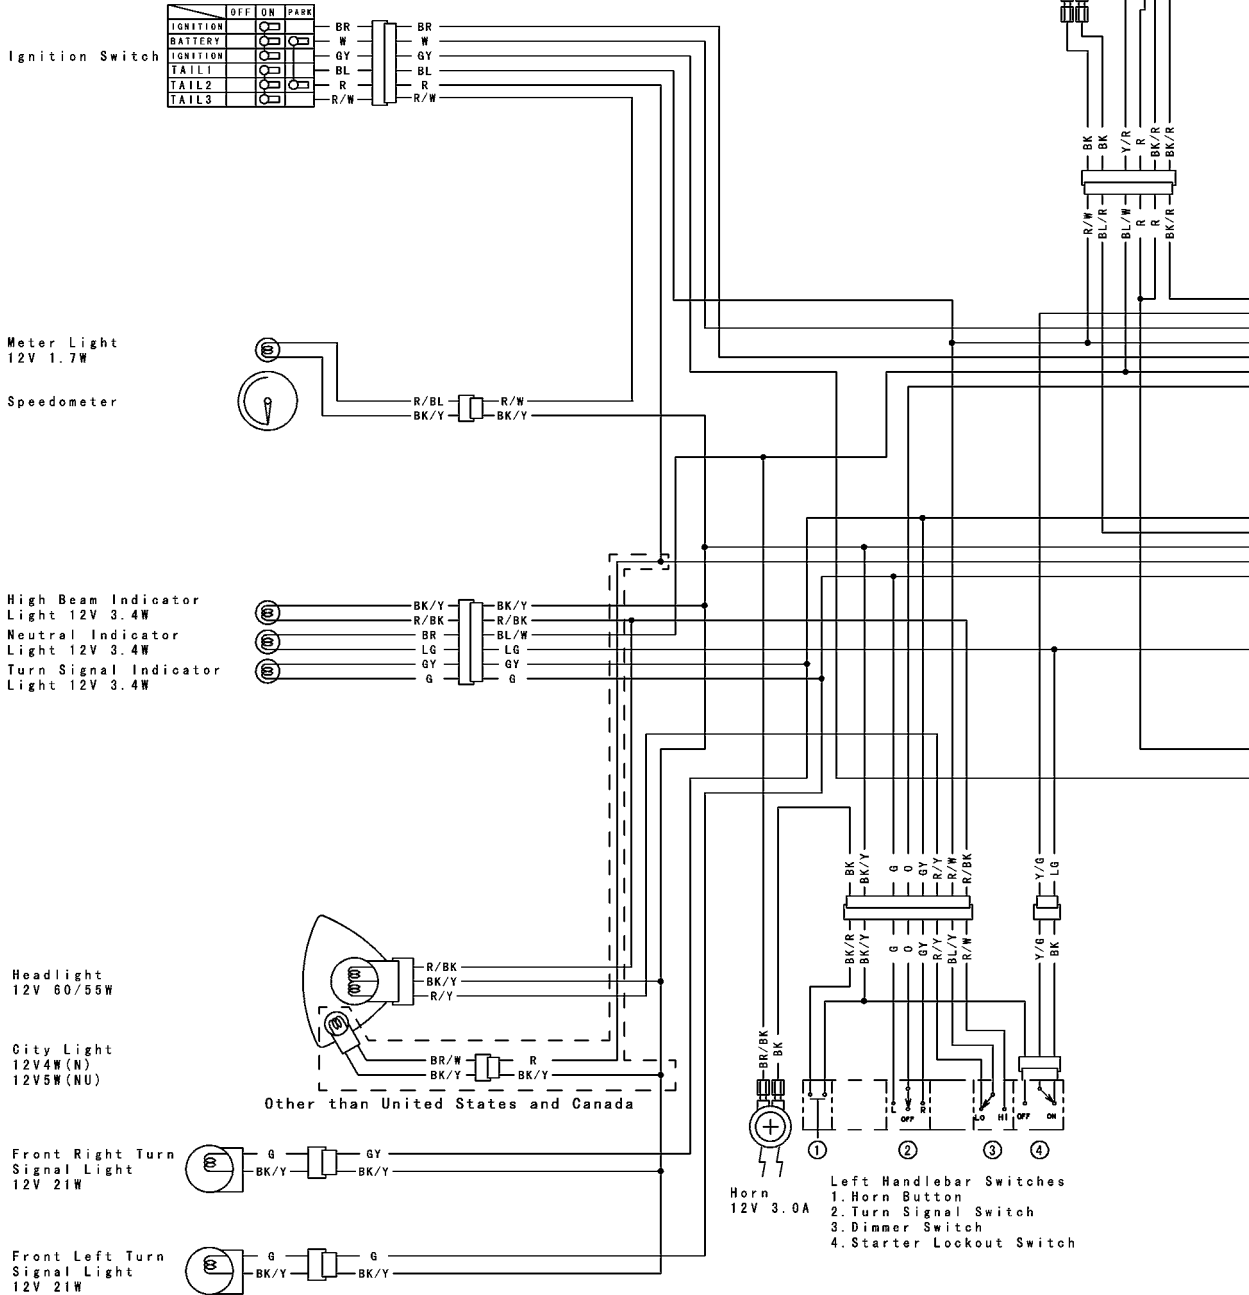 OFF ON PARK
IGNITION BR BR
BATTERY W W
Ignition Switch
IGNITION GY GY
TAIL1 BL BL
TAIL2 R R
TAIL3 R/W R/W
BK BK Y/R R BK/R BK/R
R/W BL/R BL/W R R BK/R
Meter Light
12V 1.7W
Speedometer
R/BL R/W
BK/Y BK/Y
High Beam Indicator
Light 12V 3.4W
Neutral Indicator
Light 12V 3.4W
Turn Signal Indicator
Light 12V 3.4W
BK/Y BK/Y
R/BK R/BK
BR BL/W
LG LG
GY GY
G G
BK BK/Y G O GY R/Y R/W R/BK Y/G LG
BK/R BK/Y G O GY R/Y BL/Y R/W Y/G BK
Headlight
12V 60/55W
R/BK
BK/Y
R/Y
City Light
12V4W(N)
12V5W(NU)
BR/W R
BK/Y BK/Y
BR/BK BK
Other than United States and Canada
L OFF R LO HI OFF ON
1 2 3 4
Front Right Turn
Signal Light
12V 21W
G GY
BK/Y BK/Y
Horn
12V 3.0A
Left Handlebar Switches
1.Horn Button
2.Turn Signal Switch
3.Dimmer Switch
4.Starter Lockout Switch
Front Left Turn
Signal Light
12V 21W
G G
BK/Y BK/Y